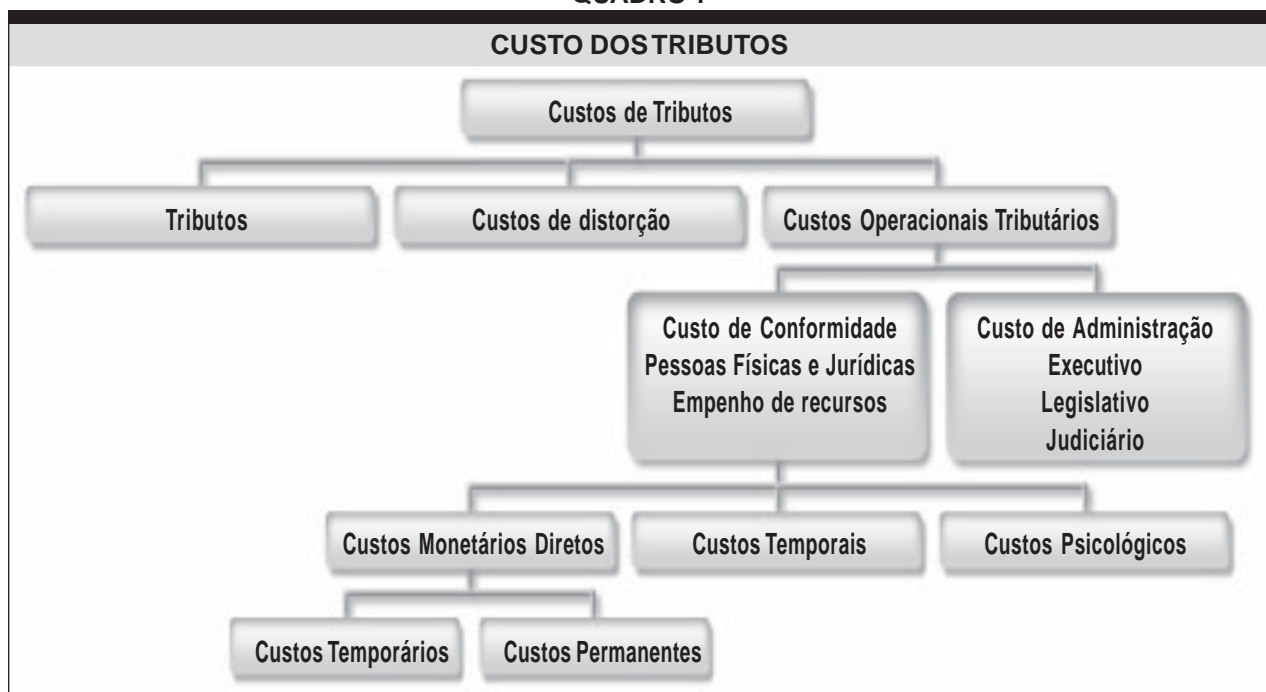 CUSTO DOS TRIBUTOS
Custos de Tributos
Tributos
Custos de distorção
Custos Operacionais Tributários
Custo de Conformidade
Pessoas Físicas e Jurídicas
Empenho de recursos
Custo de Administração
Executivo
Legislativo
Judiciário
Custos Monetários Diretos
Custos Temporais
Custos Psicológicos
Custos Temporários
Custos Permanentes